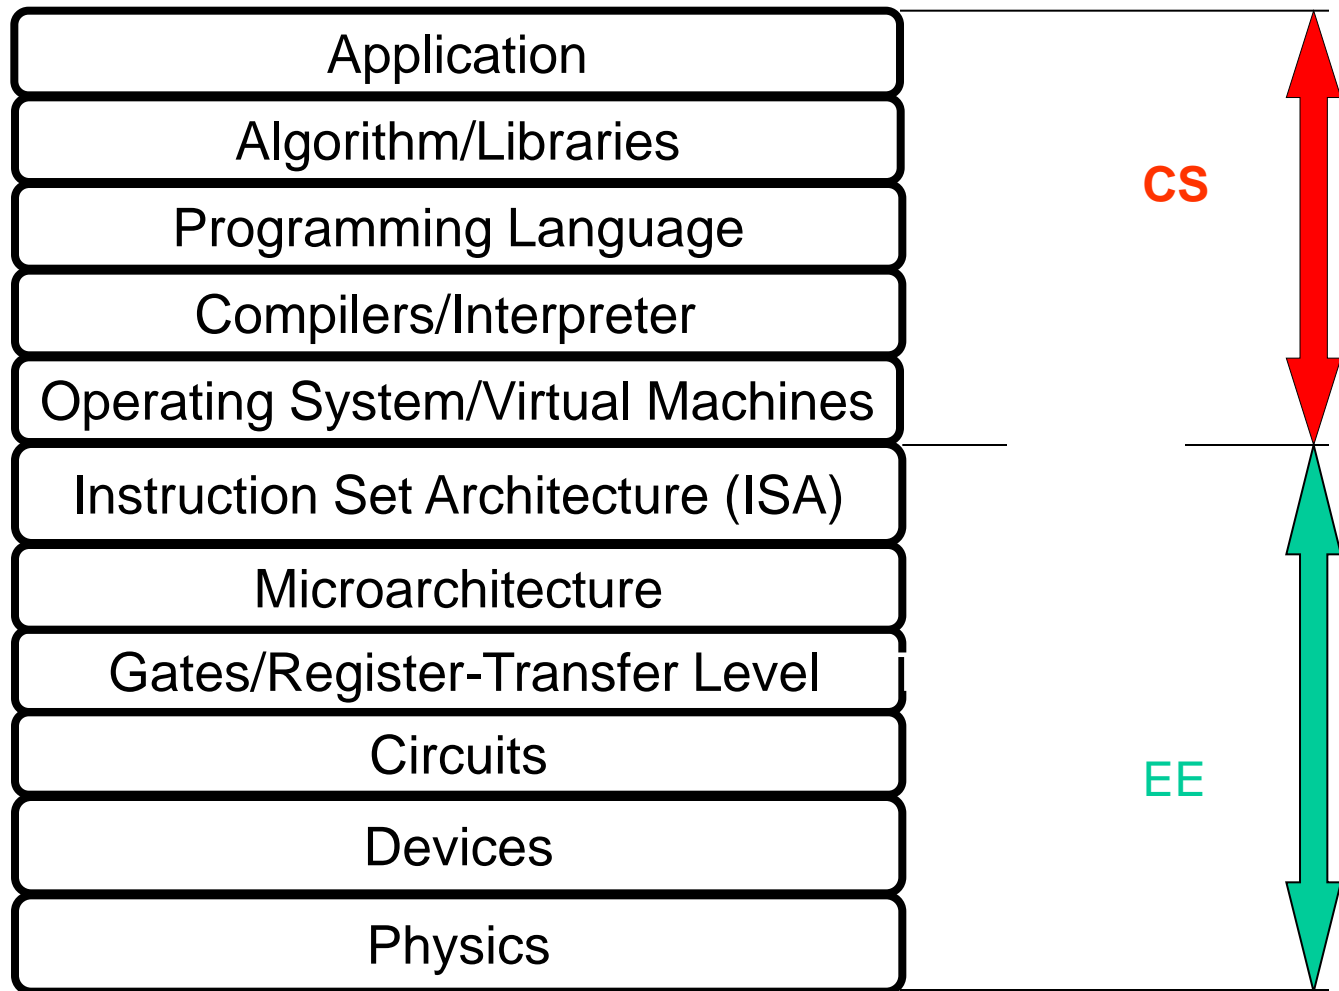 Application
Algorithm/Libraries
CS
Programming Language
Compilers/Interpreter
Operating System/Virtual Machines
Instruction Set Architecture (ISA)
Microarchitecture
Gates/Register-Transfer Level
Circuits
EE
Devices
Physics